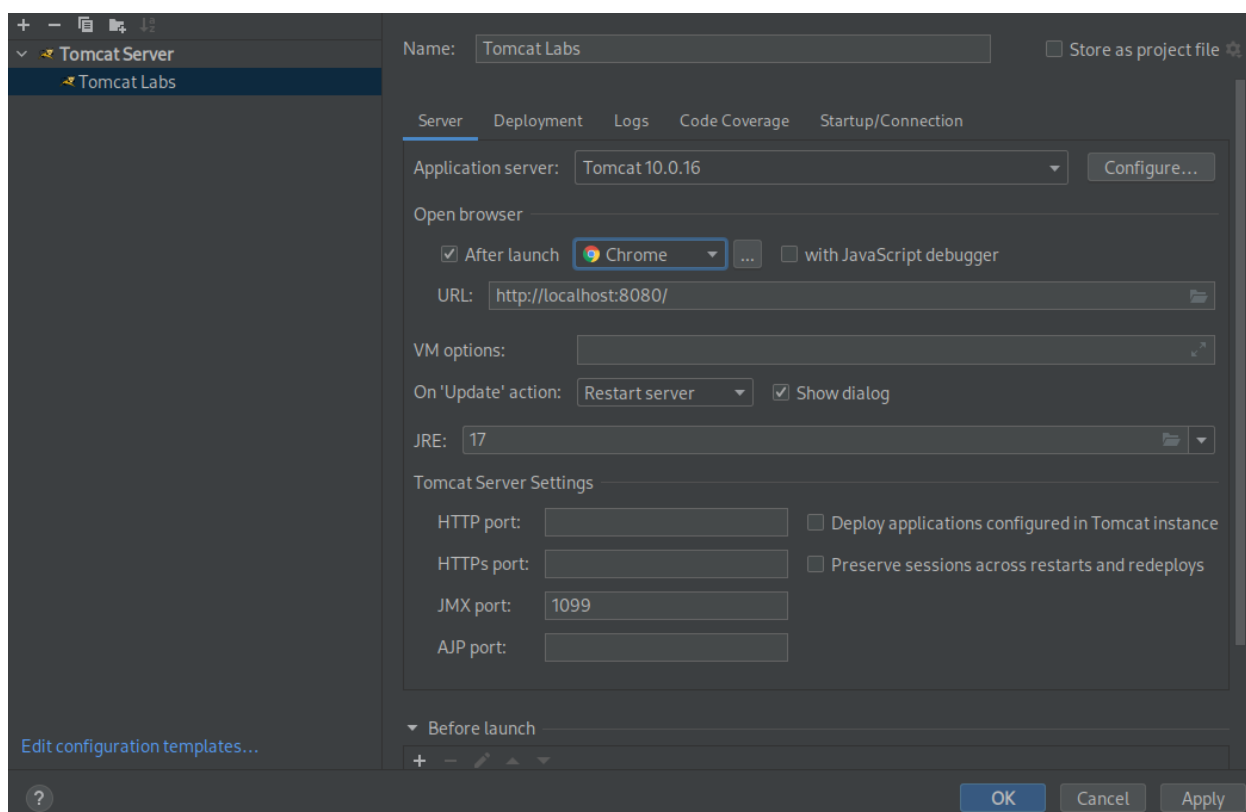 Tomcat Server
Tomcat Labs
Edit configuration templates...
?
Name: Tomcat Labs Store as project file
Server Deployment Logs Code Coverage Startup/Connection
Application server: Tomcat 10.0.16 Configure...
Open browser
After launch Chrome ... with JavaScript debugger
URL: http://localhost:8080/
VM options:
On 'Update' action: Restart server Show dialog
JRE: 17
Tomcat Server Settings
HTTP port: Deploy applications configured in Tomcat instance
HTTPs port: Preserve sessions across restarts and redeploys
JMX port: 1099
AJP port:
Before launch
OK Cancel Apply